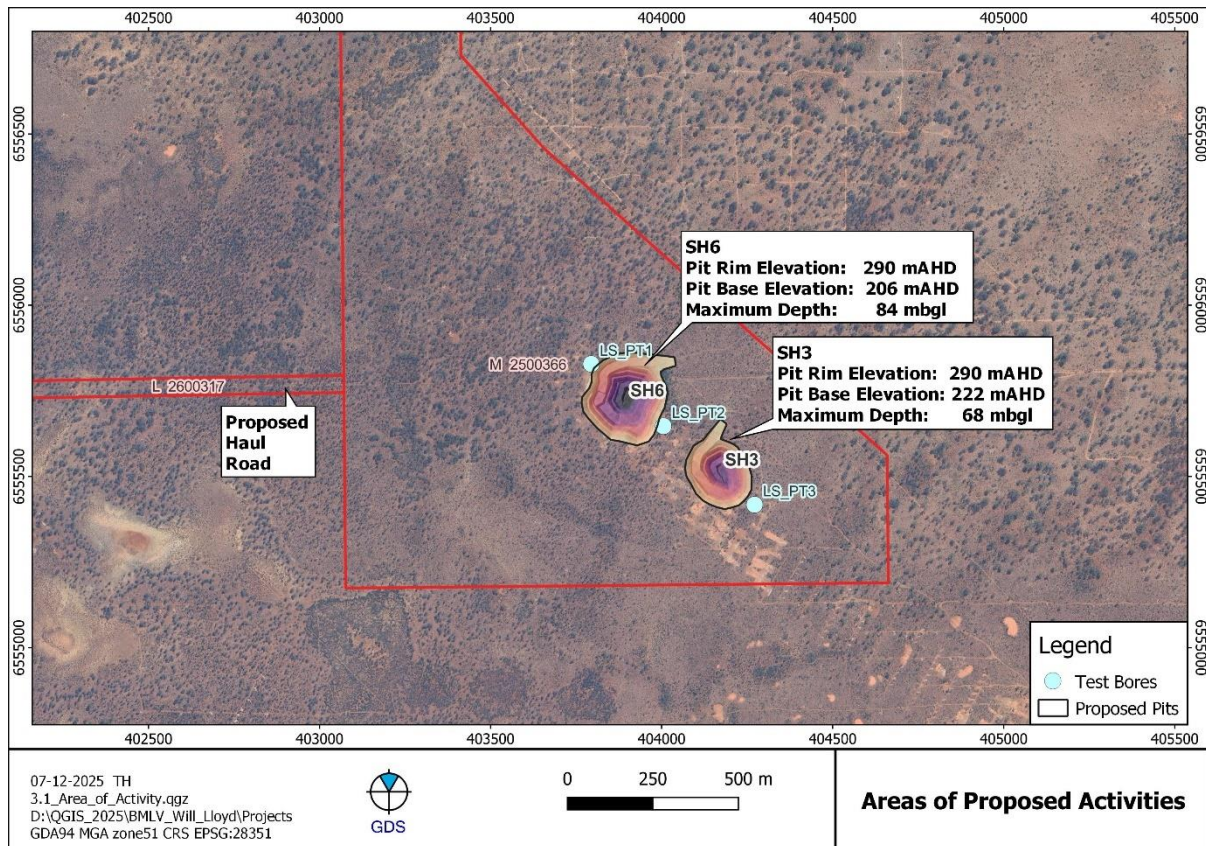 402500 403000 403500 404000 404500 405000 405500
6556500 6556500
SH6
Pit Rim Elevation: 290 mAHD
Pit Base Elevation: 206 mAHD
Maximum Depth: 84 mbgl
6556000 6556000
SH3
Pit Rim Elevation: 290 mAHD
Pit Base Elevation: 222 mAHD
Maximum Depth: 68 mbgl
LS_PT1
M 2500366
L 2600317
SH6
LS_PT2
Proposed
Haul
Road
SH3
6555500 6555500
LS_PT3
6555000 6555000
Legend
Test Bores
Proposed Pits
402500 403000 403500 404000 404500 405000 405500
07-12-2025 TH
3.1_Area_of_Activity.qgz
D:\QGIS_2025\BMLV_Will_Lloyd\Projects
GDA94 MGA zone51 CRS EPSG:28351
GDS
0 250 500 m
Areas of Proposed Activities